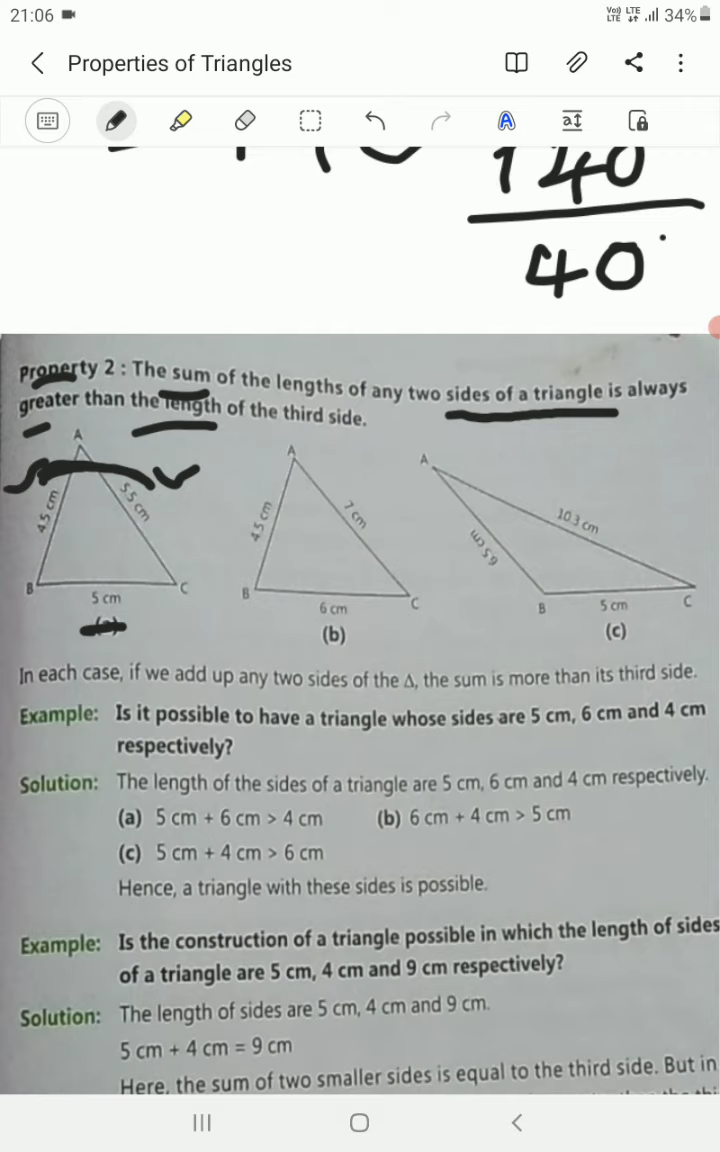 21:06
Vo)) LTE LTE 34%
Properties of Triangles
140
40
Property 2 : The sum of the lengths of any two sides of a triangle is always
greater than the length of the third side.
A
4.5 cm
5.5 cm
B
C
5 cm
A
4.5 cm
7 cm
B
C
6 cm
(b)
A
10.3 cm
6.5 cm
B
5 cm
C
(c)
In each case, if we add up any two sides of the Δ, the sum is more than its third side.
Example: Is it possible to have a triangle whose sides are 5 cm, 6 cm and 4 cm
respectively?
Solution: The length of the sides of a triangle are 5 cm, 6 cm and 4 cm respectively.
(a) 5 cm + 6 cm > 4 cm (b) 6 cm + 4 cm > 5 cm
(c) 5 cm + 4 cm > 6 cm
Hence, a triangle with these sides is possible.
Example: Is the construction of a triangle possible in which the length of sides
of a triangle are 5 cm, 4 cm and 9 cm respectively?
Solution: The length of sides are 5 cm, 4 cm and 9 cm.
5 cm + 4 cm = 9 cm
Here, the sum of two smaller sides is equal to the third side. But in